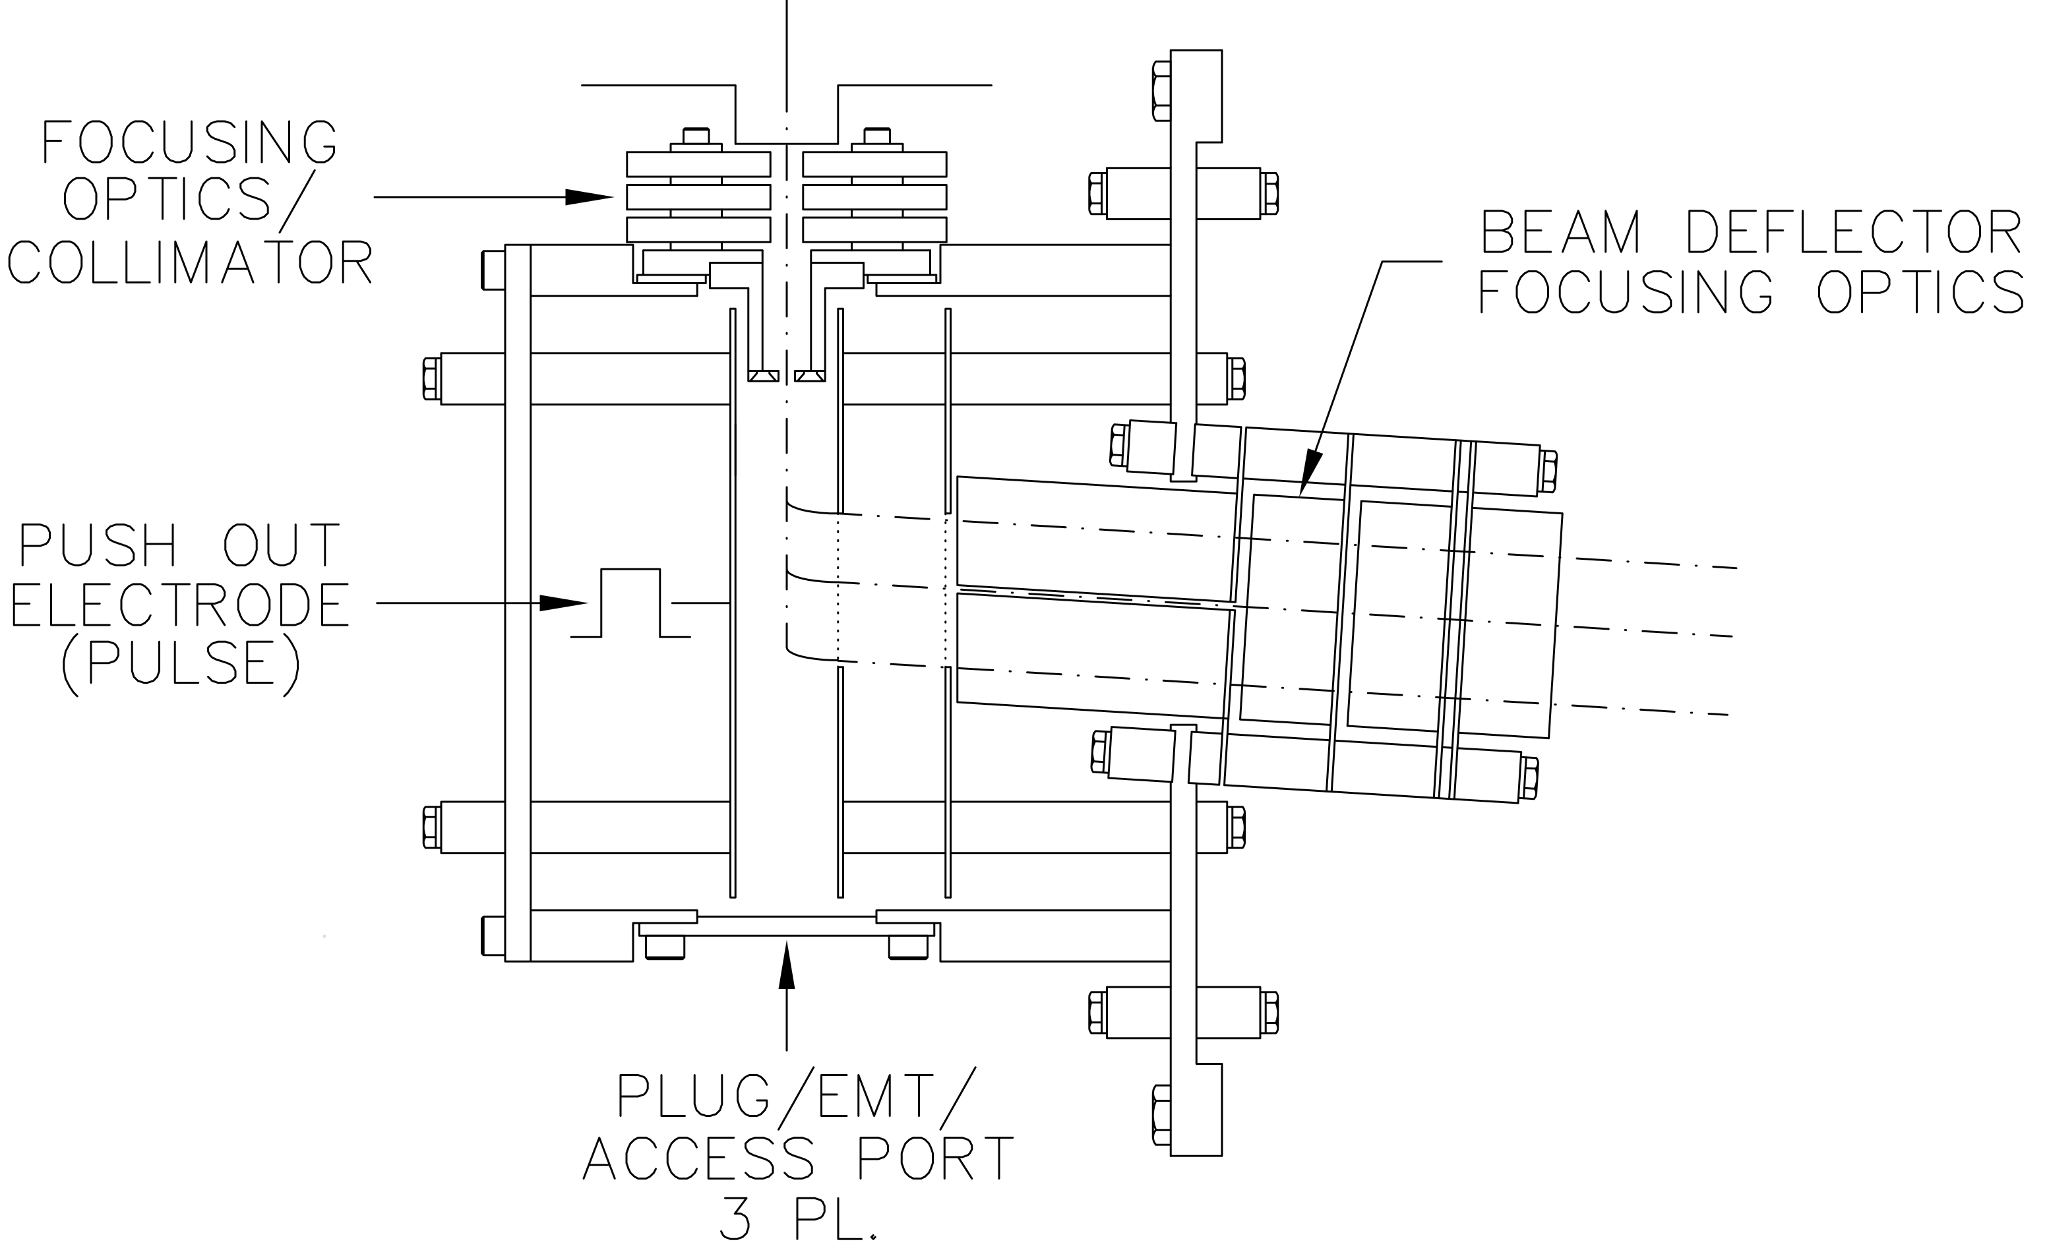 FOCUSING
OPTICS/
COLLIMATOR
BEAM DEFLECTOR
FOCUSING OPTICS
PUSH OUT
ELECTRODE
(PULSE)
PLUG/EMT/
ACCESS PORT
3 PL.